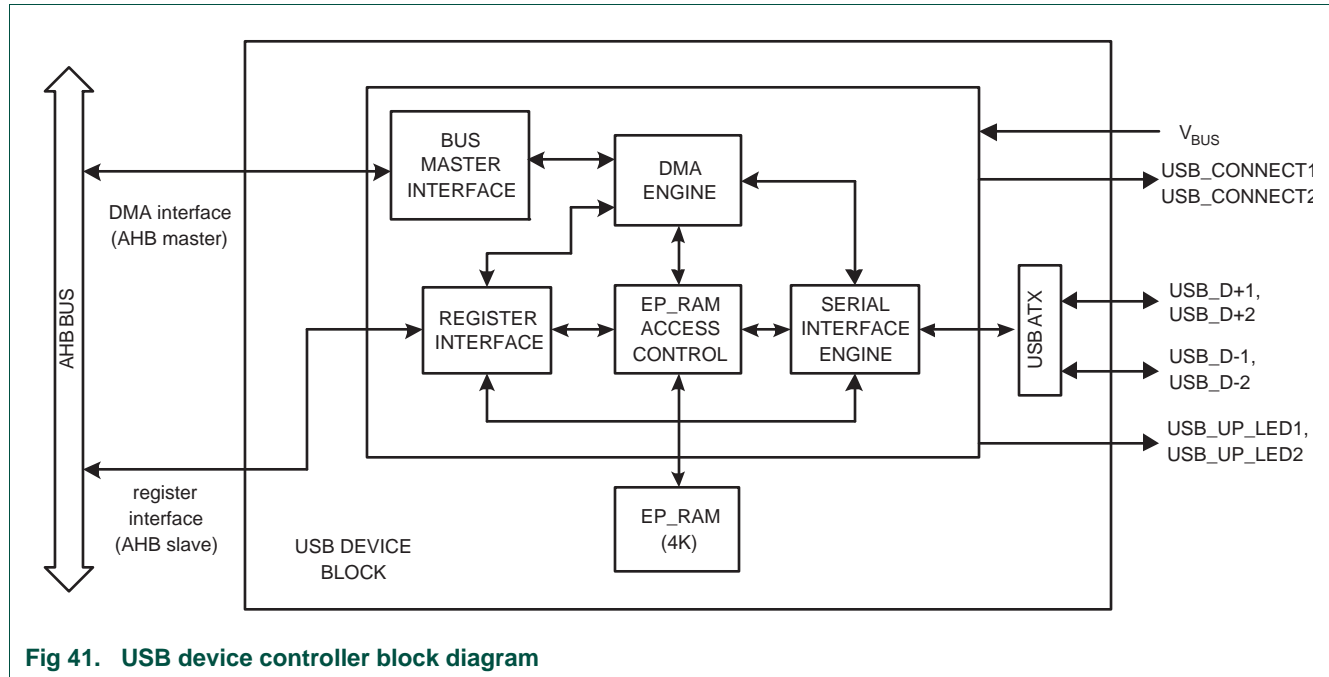 AHB BUS
DMA interface
(AHB master)
register
interface
(AHB slave)
USB DEVICE
BLOCK
BUS
MASTER
INTERFACE
DMA
ENGINE
REGISTER
INTERFACE
EP_RAM
ACCESS
CONTROL
SERIAL
INTERFACE
ENGINE
EP_RAM
(4K)
USB ATX
VBUS
USB_CONNECT1
USB_CONNECT2
USB_D+1,
USB_D+2
USB_D-1,
USB_D-2
USB_UP_LED1,
USB_UP_LED2
Fig 41. USB device controller block diagram